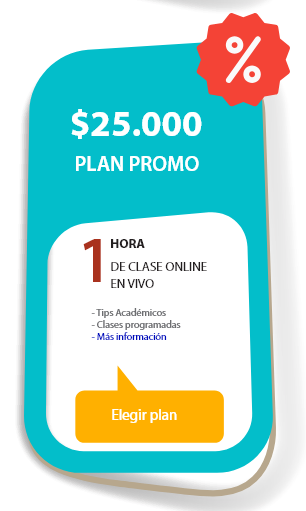 %
$25.000
PLAN PROMO
1 HORA
DE CLASE ONLINE
EN VIVO
- Tips Académicos
- Clases programadas
- Más información
Elegir plan